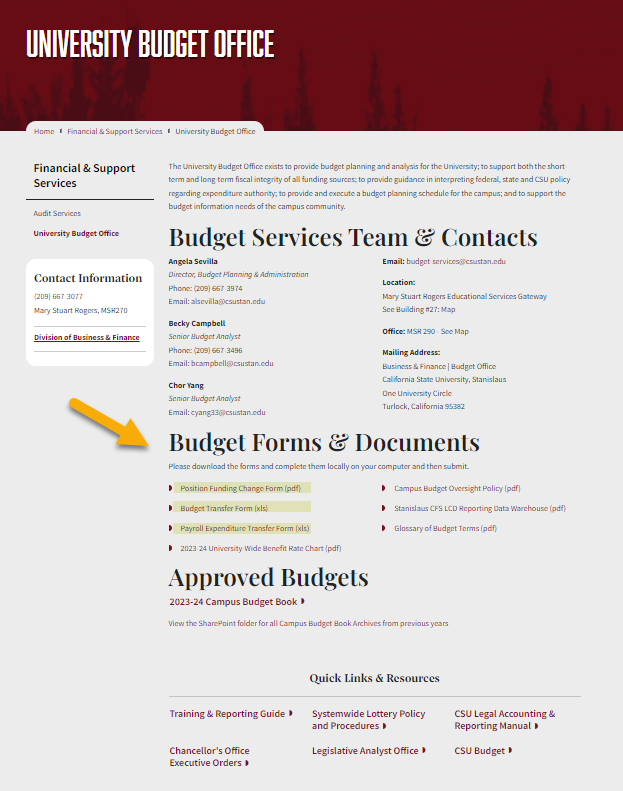 UNIVERSITY BUDGET OFFICE
Home Financial & Support Services University Budget Office
Financial & Support
Services
Audit Services
University Budget Office
Contact Information
(209) 667 3077
Mary Stuart Rogers, MSR270
Division of Business & Finance
The University Budget Office exists to provide budget planning and analysis for the University; to support both the short
term and long term fiscal integrity of all funding sources; to provide guidance in interpreting federal, state and CSU policy
regarding expenditure authority; to provide and execute a budget planning schedule for the campus; and to support the
budget information needs of the campus community.
Budget Services Team & Contacts
Angela Sevilla
Director, Budget Planning & Administration
Phone: (209) 667 3974
Email: alsevilla@csustan.edu
Becky Campbell
Senior Budget Analyst
Phone: (209) 667 3496
Email: bcampbell@csustan.edu
Chor Yang
Senior Budget Analyst
Email: cyang33@csustan.edu
Email: budget-services@csustan.edu
Location:
Mary Stuart Rogers Educational Services Gateway
See Building #27: Map
Office: MSR 290 See Map
Mailing Address:
Business & Finance | Budget Office
California State University, Stanislaus
One University Circle
Turlock, California 95382
Budget Forms & Documents
Please download the forms and complete them locally on your computer and then submit.
Position Funding Change Form (pdf)
Budget Transfer Form (xls)
Payroll Expenditure Transfer Form (xls)
2023-24 University Wide Benefit Rate Chart (pdf)
Campus Budget Oversight Policy (pdf)
Stanislaus CFS LCD Reporting Data Warehouse (pdf)
Glossary of Budget Terms (pdf)
Approved Budgets
2023-24 Campus Budget Book
View the SharePoint folder for all Campus Budget Book Archives from previous years
Quick Links & Resources
Training & Reporting Guide
Systemwide Lottery Policy
and Procedures
CSU Legal Accounting &
Reporting Manual
Chancellor's Office
Executive Orders
Legislative Analyst Office
CSU Budget